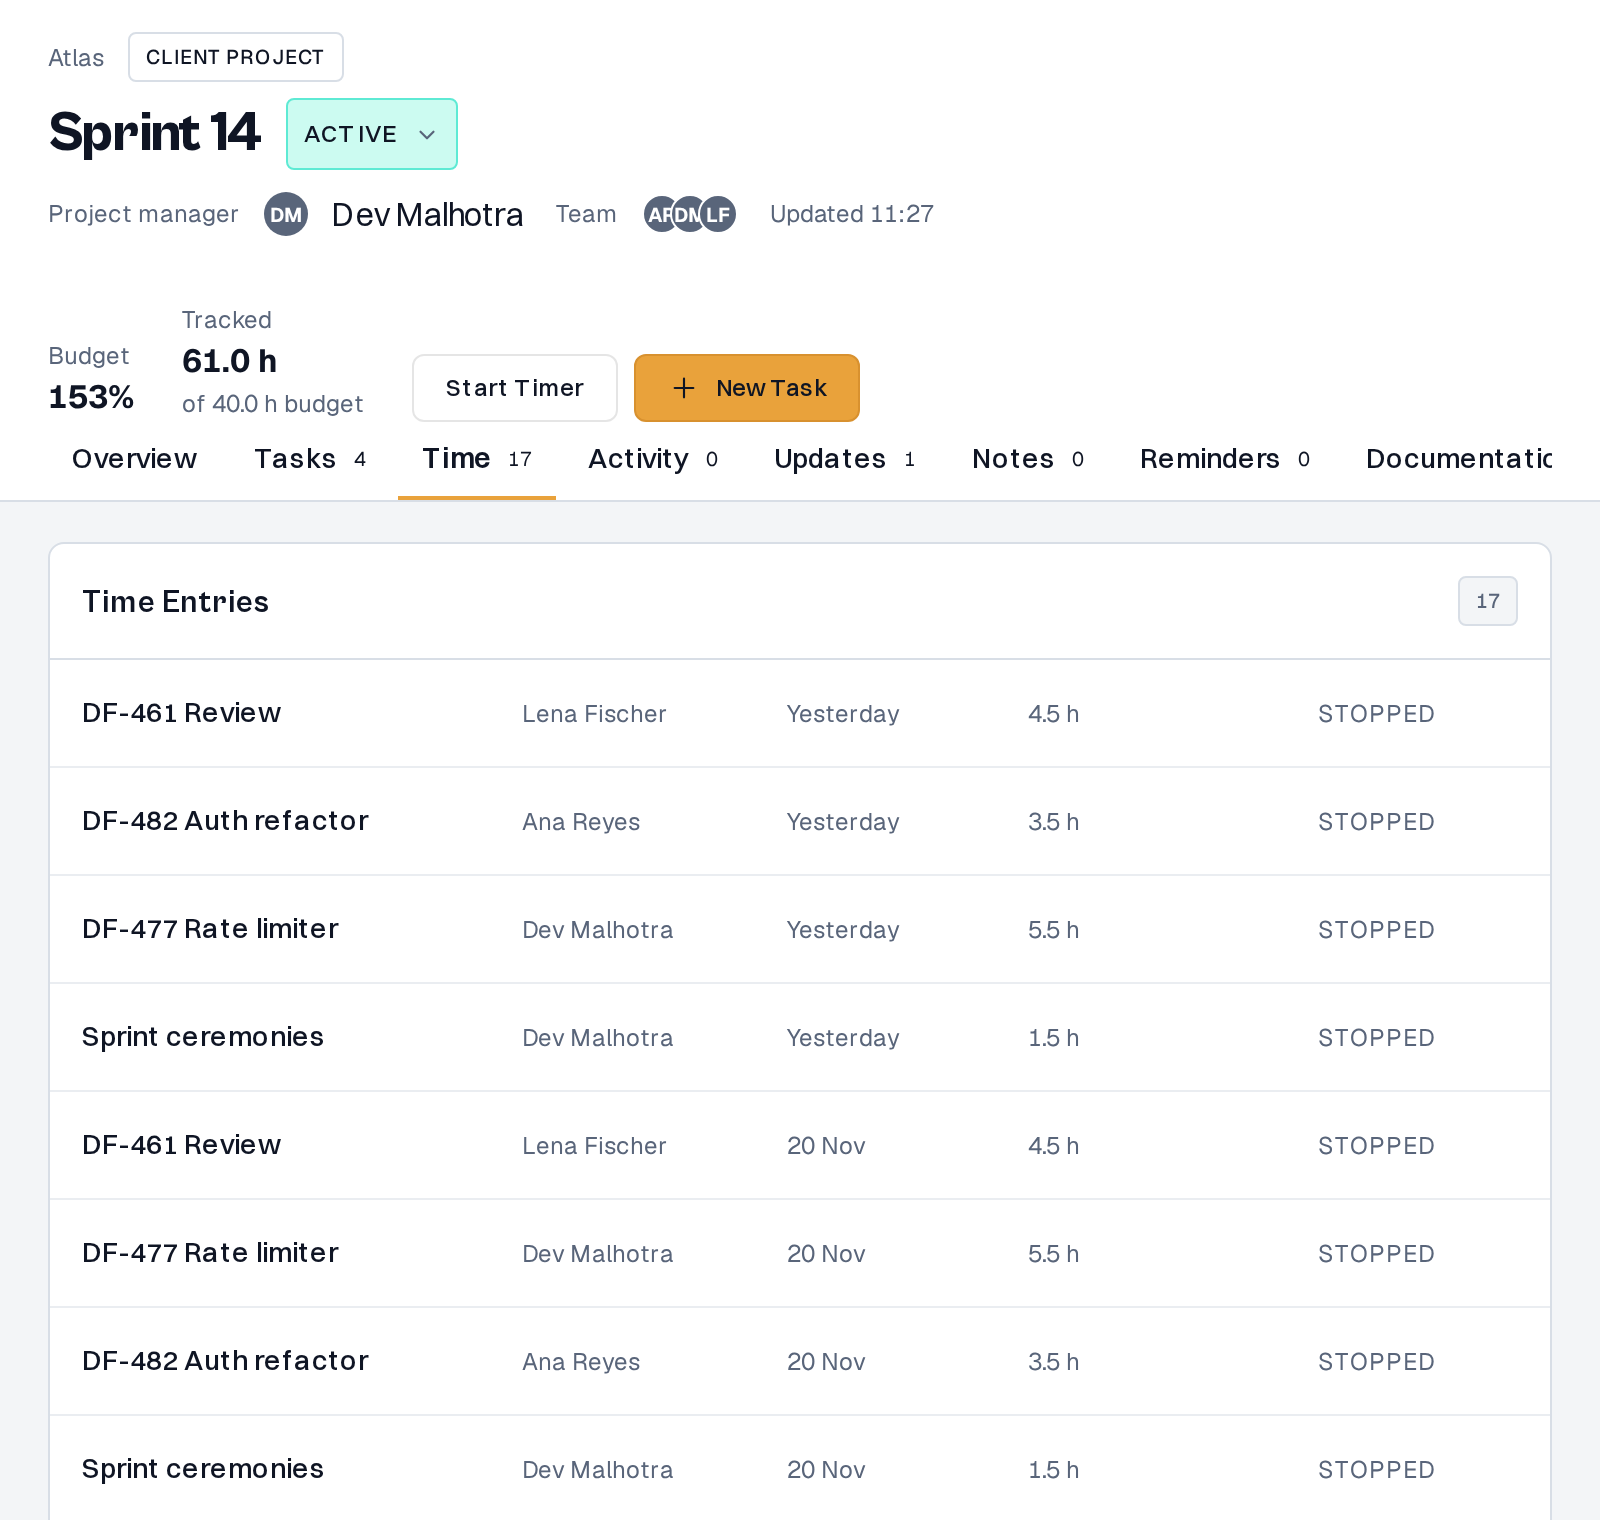 Atlas CLIENT PROJECT
Sprint 14 ACTIVE
Project manager DM Dev Malhotra Team DM LF Updated 11:27
Budget
153%
Tracked
61.0 h
of 40.0 h budget
Start Timer
New Task
Overview Tasks 4 Time 17 Activity 0 Updates 1 Notes 0 Reminders 0
Time Entries 17
DF-461 Review Lena Fischer Yesterday 4.5 h STOPPED
DF-482 Auth refactor Ana Reyes Yesterday 3.5 h STOPPED
DF-477 Rate limiter Dev Malhotra Yesterday 5.5 h STOPPED
Sprint ceremonies Dev Malhotra Yesterday 1.5 h STOPPED
DF-461 Review Lena Fischer 20 Nov 4.5 h STOPPED
DF-477 Rate limiter Dev Malhotra 20 Nov 5.5 h STOPPED
DF-482 Auth refactor Ana Reyes 20 Nov 3.5 h STOPPED
Sprint ceremonies Dev Malhotra 20 Nov 1.5 h STOPPED